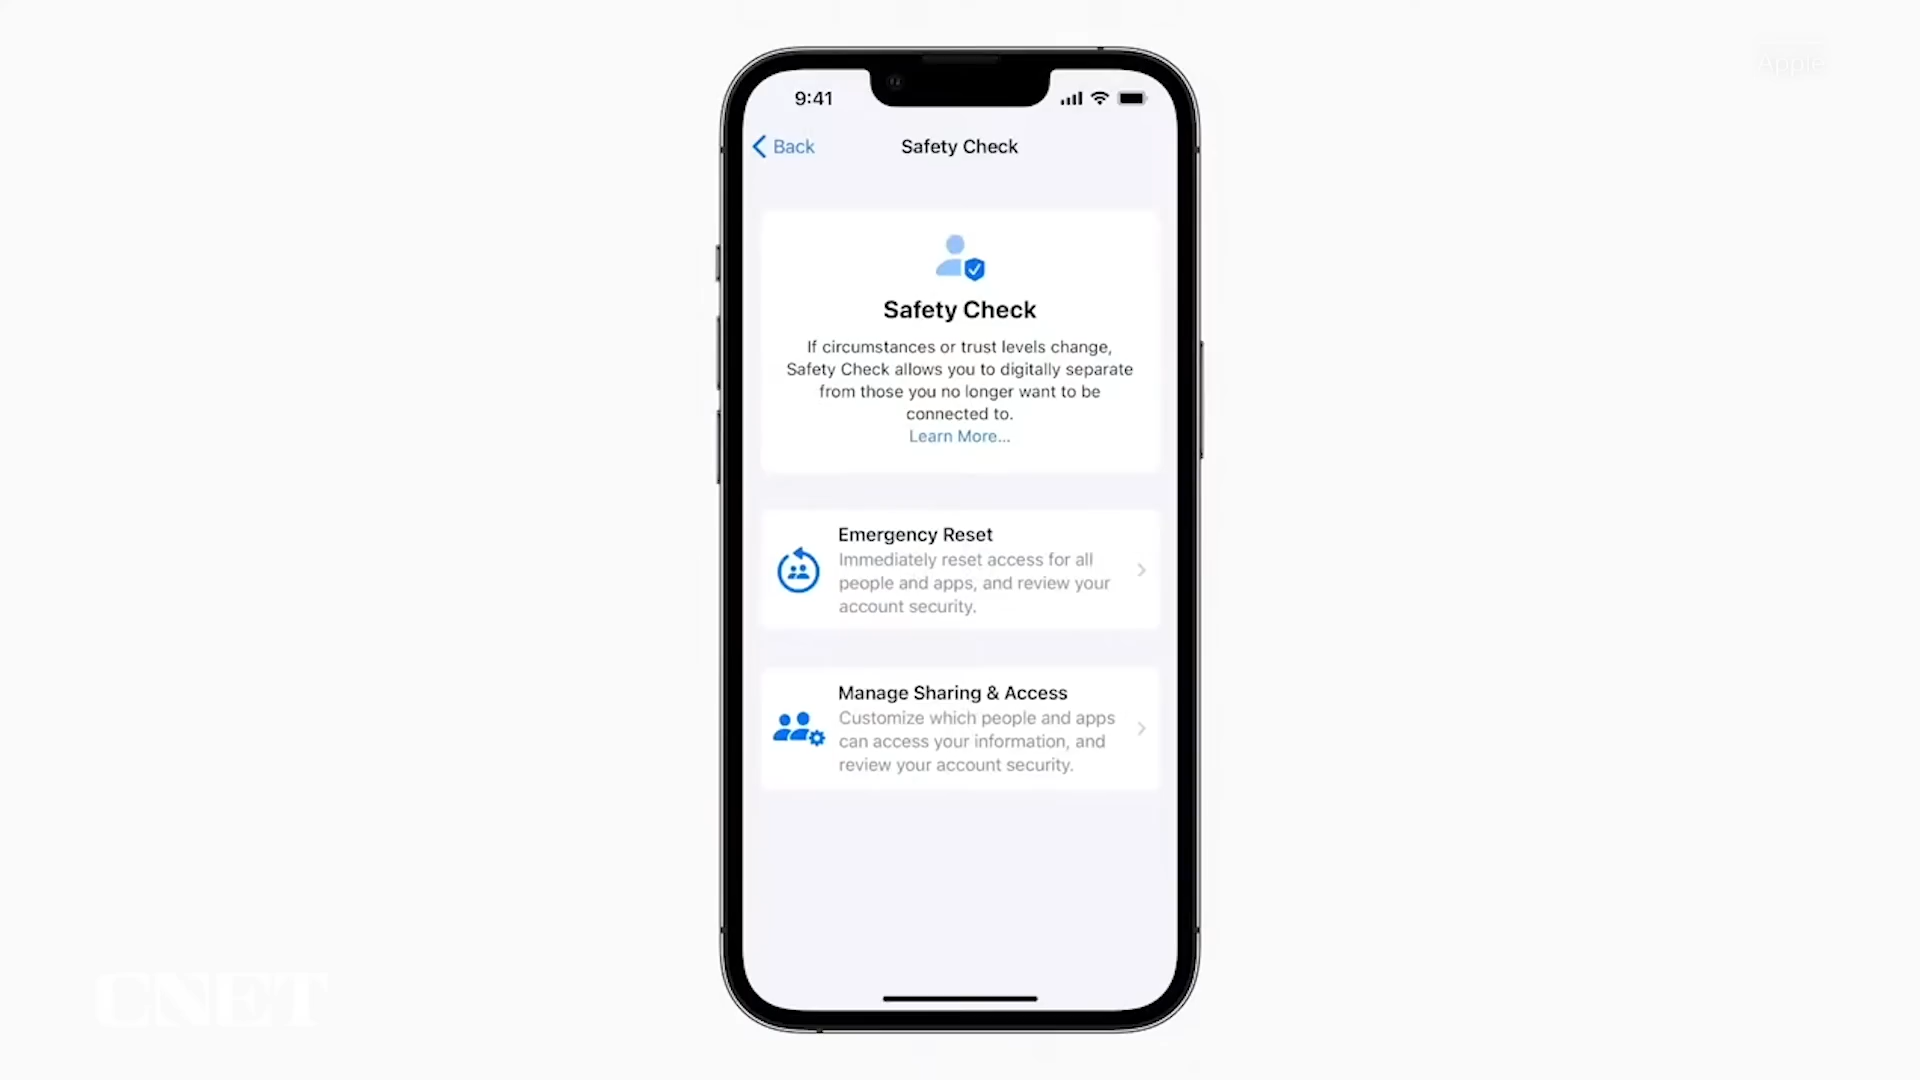 Apple
9:41
Back
Safety Check
Safety Check
If circumstances or trust levels change,
Safety Check allows you to digitally separate
from those you no longer want to be
connected to.
Learn More...
Emergency Reset
Immediately reset access for all
people and apps, and review your
account security.
Manage Sharing & Access
Customize which people and apps
can access your information, and
review your account security.
CNET